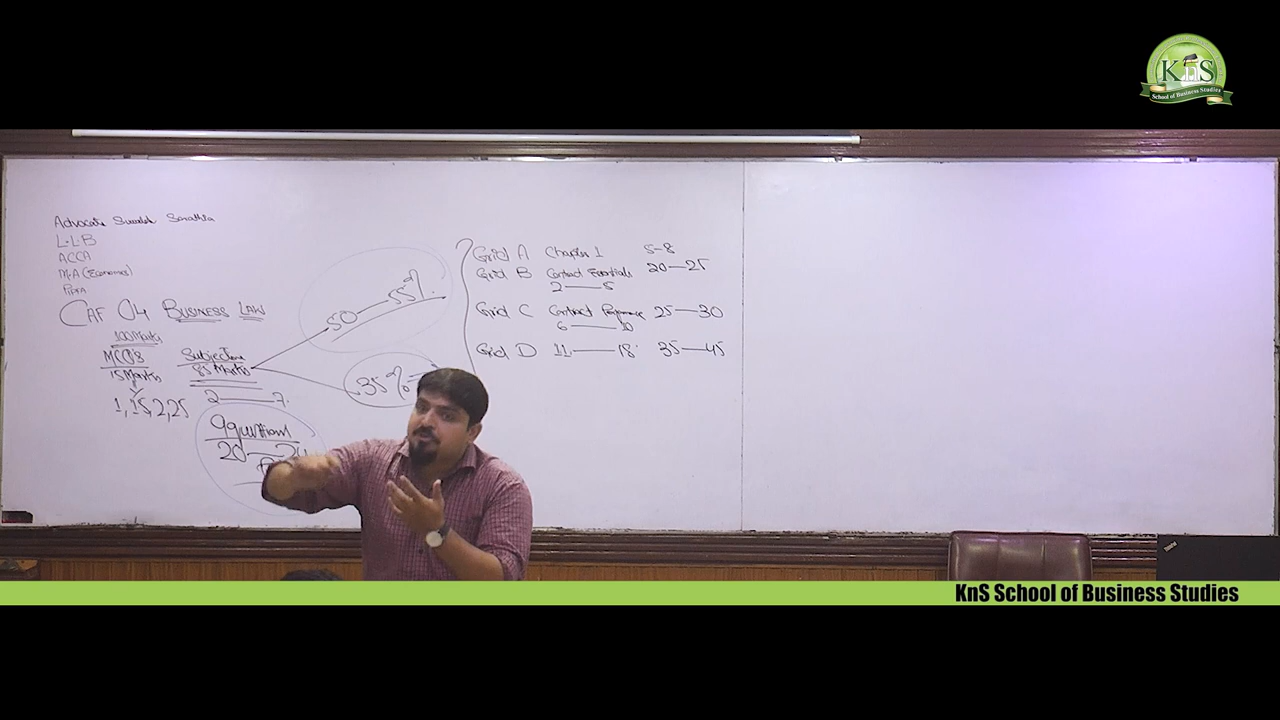 KnS
School of Business Studies
Advocate
L.L.B
ACCA
M.A (Economics)
CAF 04 BUSINESS LAW
100 Marks
MCQ's
15 Marks
1, 1.5, 2, 2.5
Subjective
85 Marks
2 — 7
9 questions
20 — 24
50 — 55%
35%
Grid A Chapter 1 5-8
Grid B Contract Essentials 20—25
2 — 5
Grid C Contract 25—30
6 — 10
Grid D 11 — 18 35—45
KnS School of Business Studies